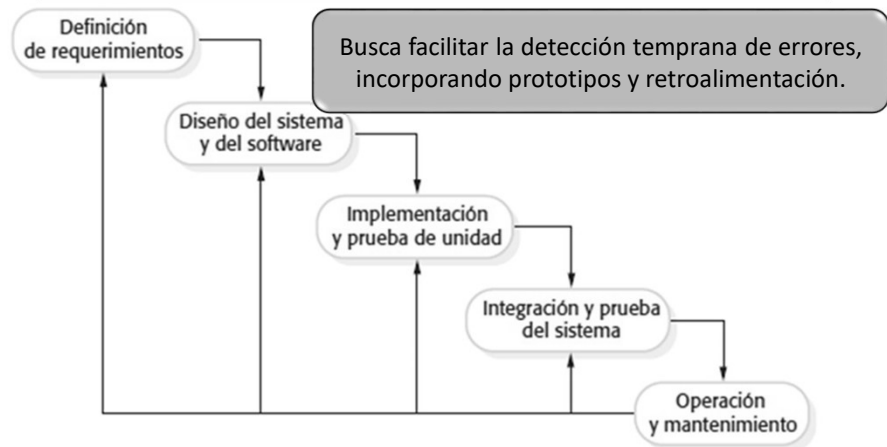 Definición
de requerimientos
Busca facilitar la detección temprana de errores,
incorporando prototipos y retroalimentación.
Diseño del sistema
y del software
Implementación
y prueba de unidad
Integración y prueba
del sistema
Operación
y mantenimiento